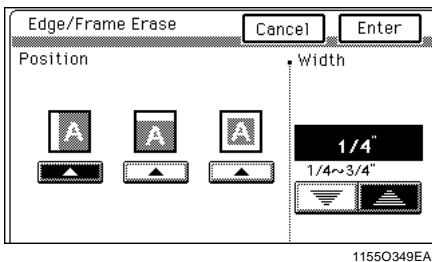 Edge/Frame Erase
Cancel
Enter
Position
Width
A
A
A
1/4"
1/4~3/4"
1155O349EA